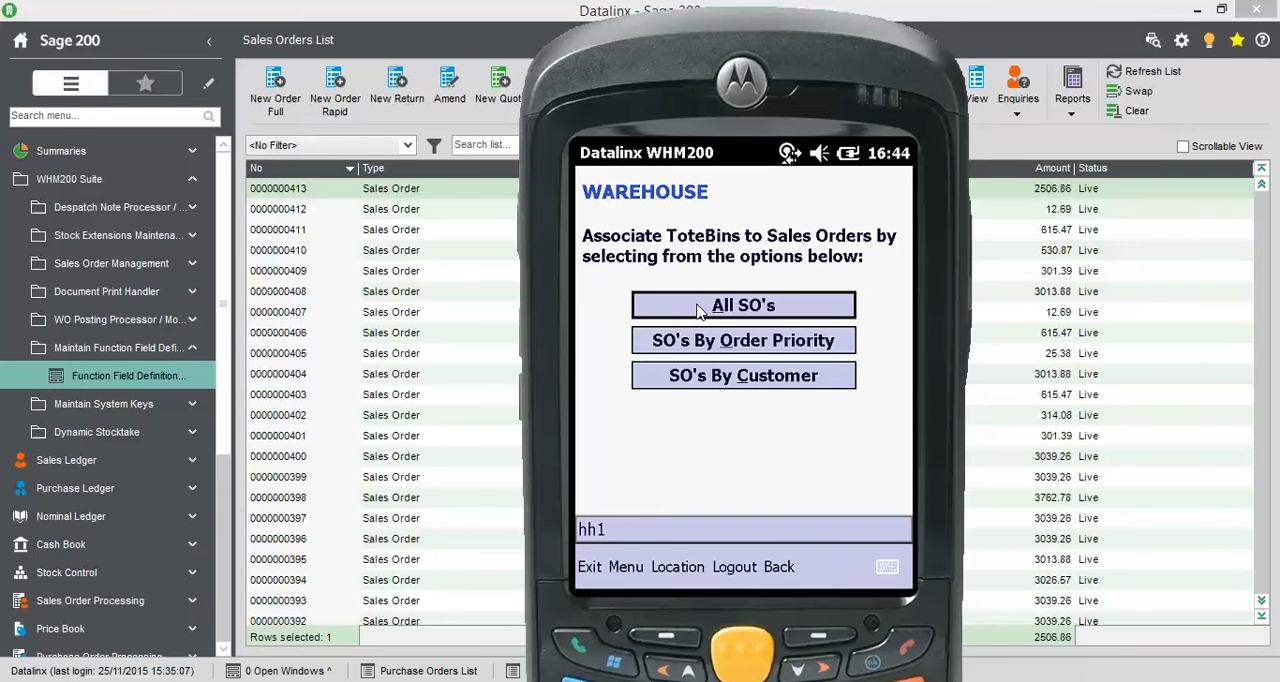 Datalinx - Sage 200
Sage 200
Sales Orders List
New Order Full
New Order Rapid
New Return
Amend
New Quot
View
Enquiries
Reports
Refresh List
Swap
Clear
Search menu...
<No Filter>
Search list...
Scrollable View
No Type Amount Status
0000000413 Sales Order 2506.86 Live
0000000412 Sales Order 12.69 Live
0000000411 Sales Order 615.47 Live
0000000410 Sales Order 530.87 Live
0000000409 Sales Order 301.39 Live
0000000408 Sales Order 3013.88 Live
0000000407 Sales Order 12.69 Live
0000000406 Sales Order 615.47 Live
0000000405 Sales Order 25.38 Live
0000000404 Sales Order 3013.88 Live
0000000403 Sales Order 615.47 Live
0000000402 Sales Order 314.08 Live
0000000401 Sales Order 301.39 Live
0000000400 Sales Order 3039.26 Live
0000000399 Sales Order 3039.26 Live
0000000398 Sales Order 3762.78 Live
0000000397 Sales Order 3039.26 Live
0000000396 Sales Order 3039.26 Live
0000000395 Sales Order 3013.88 Live
0000000394 Sales Order 3026.57 Live
0000000393 Sales Order 3039.26 Live
0000000392 Sales Order 3039.26 Live
Rows selected: 1 2506.86
Summaries
WHM200 Suite
Despatch Note Processor / ...
Stock Extensions Maintena...
Sales Order Management
Document Print Handler
WO Posting Processor / Mo...
Maintain Function Field Defi...
Function Field Definition...
Maintain System Keys
Dynamic Stocktake
Sales Ledger
Purchase Ledger
Nominal Ledger
Cash Book
Stock Control
Sales Order Processing
Price Book
Purchase Order Processing
Datalinx WHM200 16:44
WAREHOUSE
Associate ToteBins to Sales Orders by
selecting from the options below:
All SO's
SO's By Order Priority
SO's By Customer
hh1
Exit Menu Location Logout Back
Datalinx (last login: 25/11/2015 15:35:07)
0 Open Windows ^
Purchase Orders List